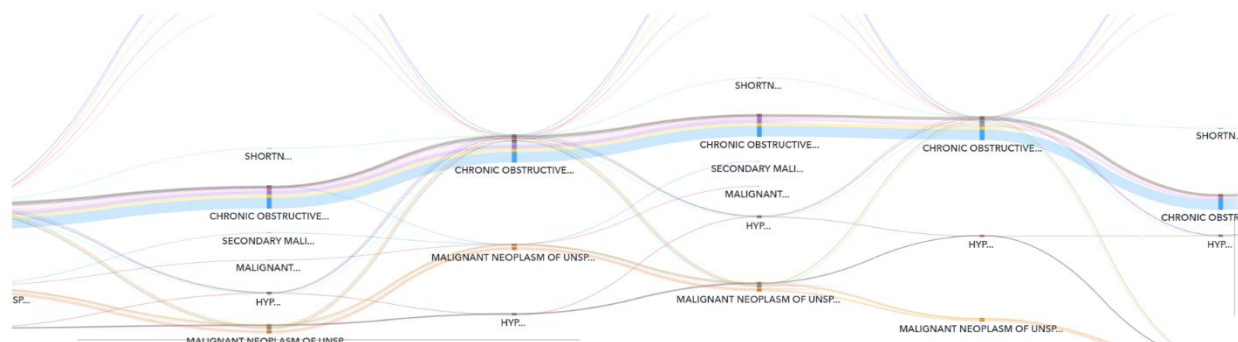 SHORTN...
CHRONIC OBSTRUCTIVE...
SECONDARY MALI...
MALIGNANT...
SP...
HYP...
MALIGNANT NEOPLASM OF UNSP
CHRONIC OBSTRUCTIVE...
MALIGNANT NEOPLASM OF UNSP...
HYP...
SHORTN...
CHRONIC OBSTRUCTIVE...
SECONDARY MALI...
MALIGNANT...
HYP...
MALIGNANT NEOPLASM OF UNSP...
CHRONIC OBSTRUCTIVE...
HYP...
MALIGNANT NEOPLASM OF UNSP...
SHORTN...
CHRONIC OBSTR
HYP...